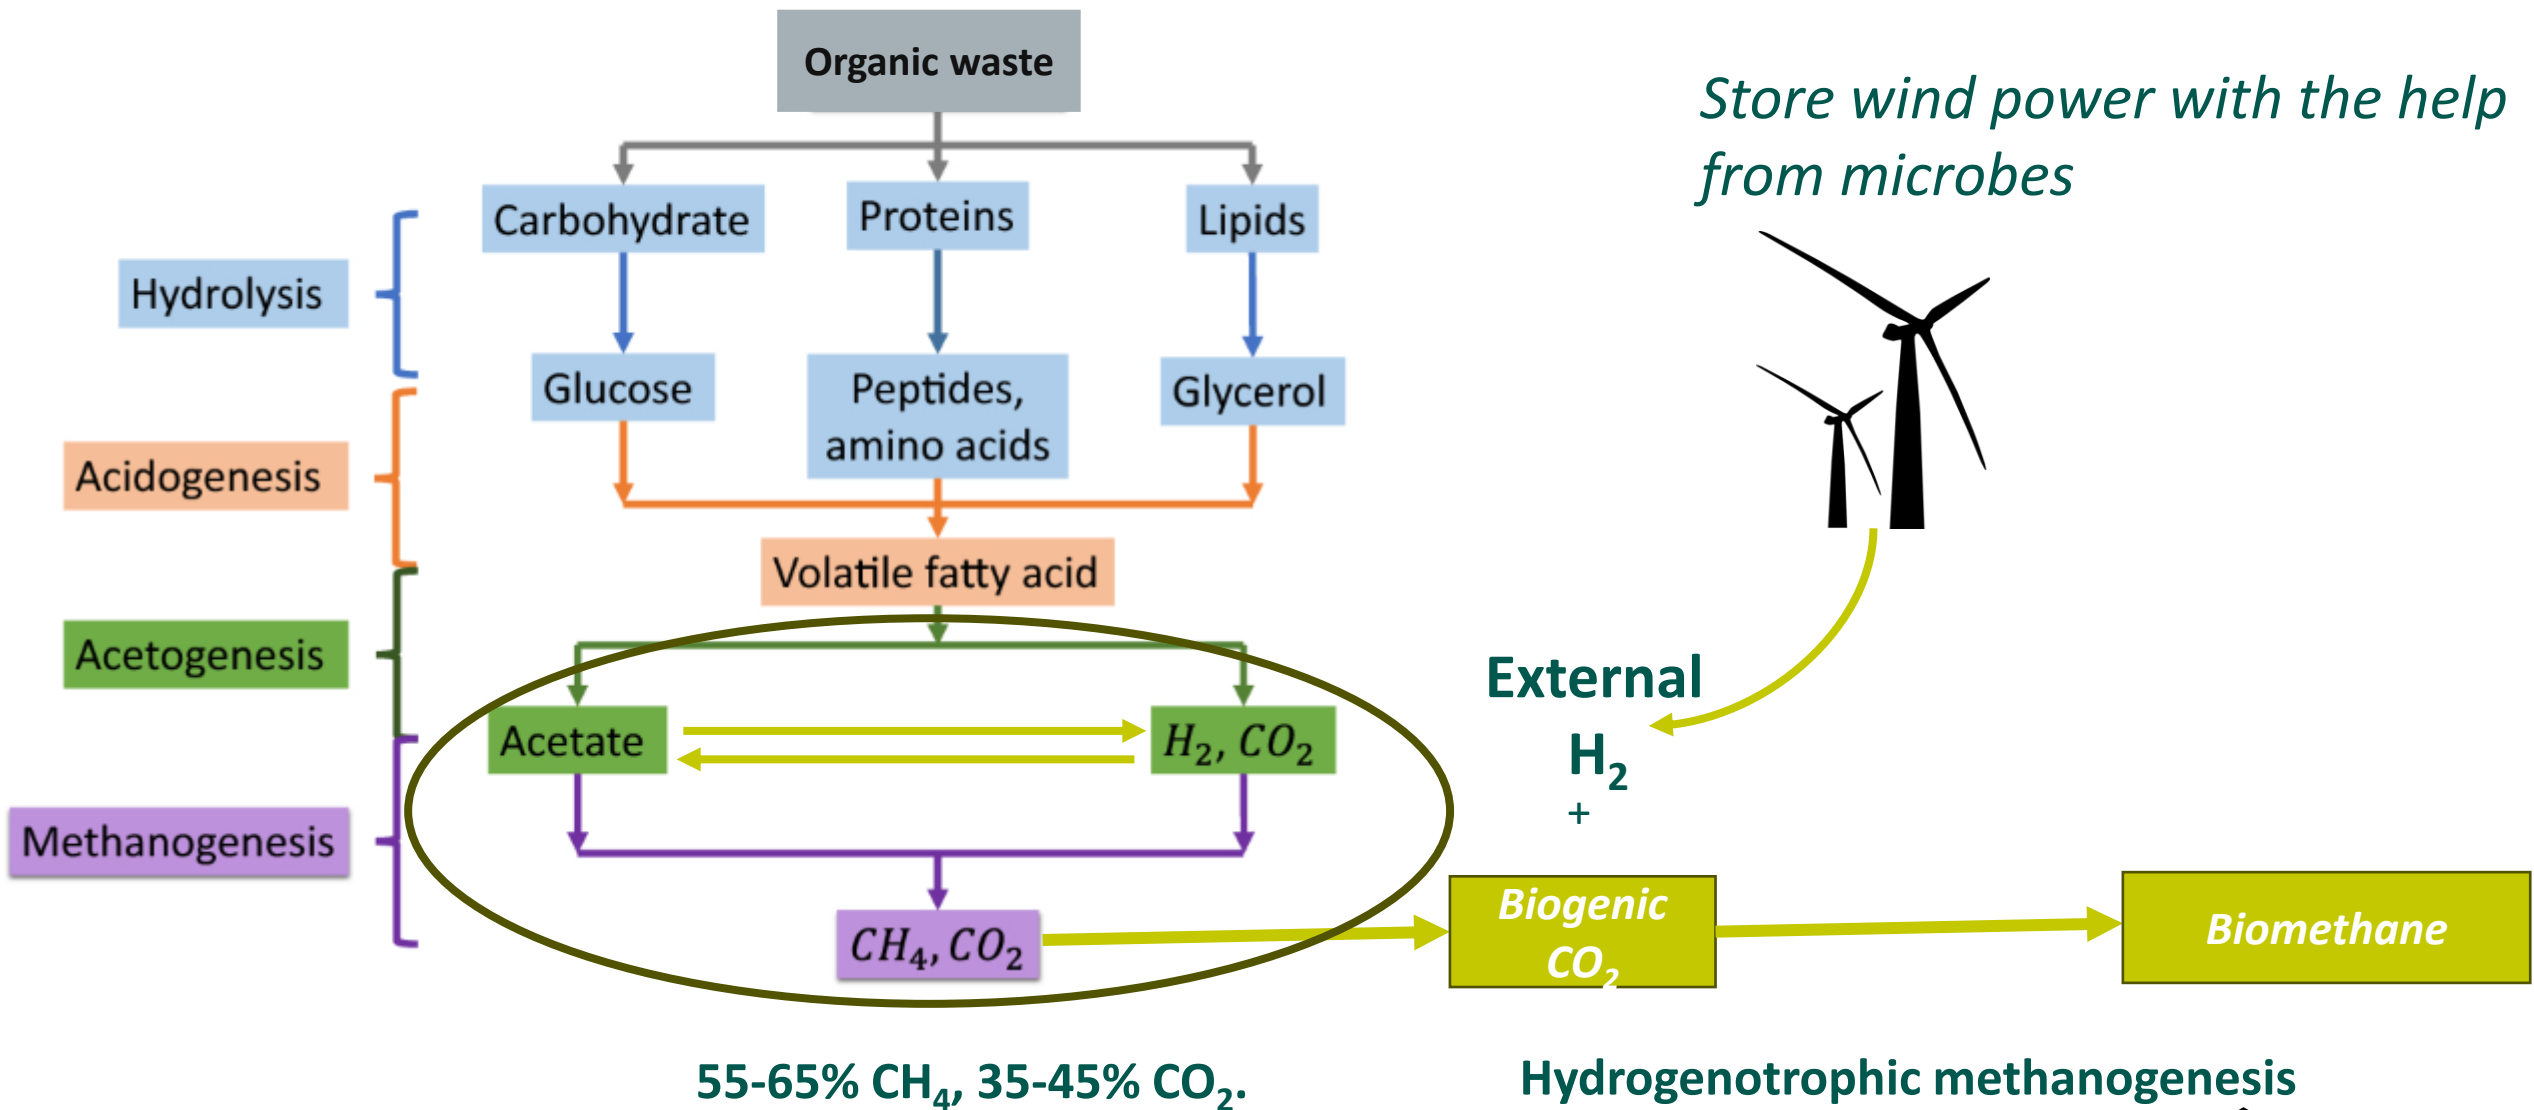 Organic waste
Store wind power with the help
from microbes
Carbohydrate
Proteins
Lipids
Hydrolysis
Glucose
Peptides,
amino acids
Glycerol
Acidogenesis
Volatile fatty acid
Acetogenesis
Acetate
H₂, CO₂
External
H₂
+
Methanogenesis
CH₄, CO₂
Biogenic
CO₂
Biomethane
55-65% CH₄, 35-45% CO₂.
Hydrogenotrophic methanogenesis